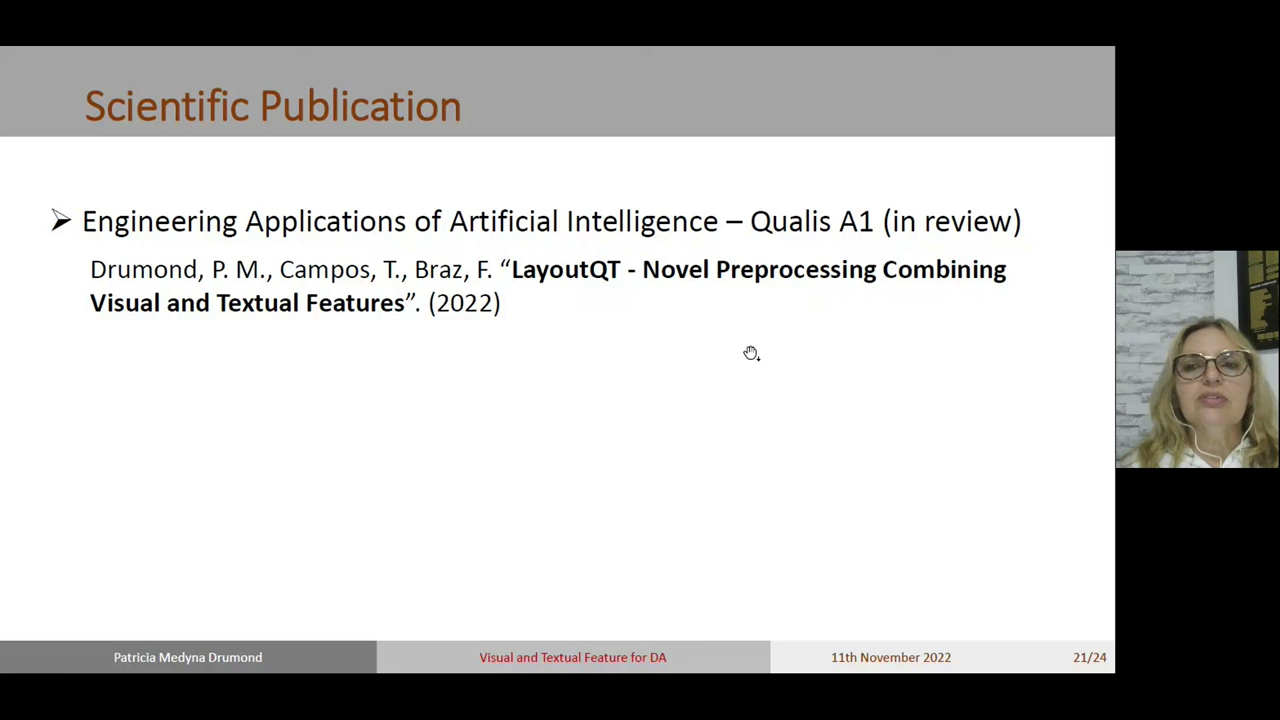 Scientific Publication
➢ Engineering Applications of Artificial Intelligence – Qualis A1 (in review)
Drumond, P. M., Campos, T., Braz, F. “LayoutQT - Novel Preprocessing Combining
Visual and Textual Features”. (2022)
Patricia Medyna Drumond
Visual and Textual Feature for DA
11th November 2022
21/24